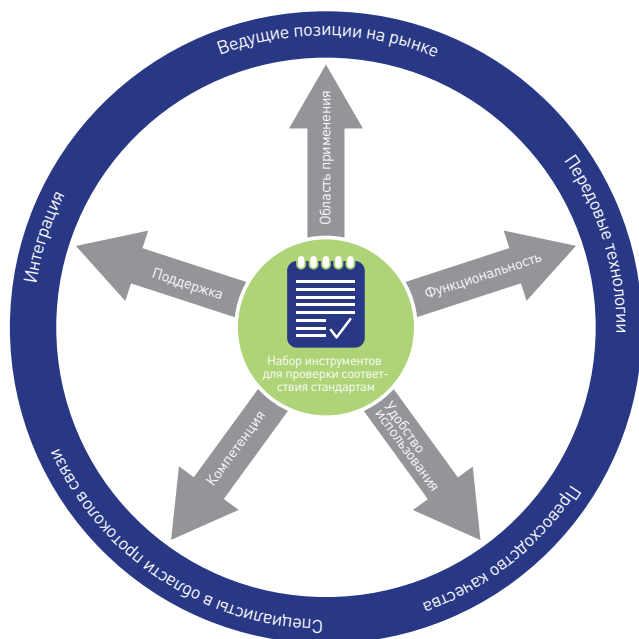 Ведущие позиции на рынке
Передовые технологии
Превосходство качества
Специалисты в области протоколов связи
Интеграция
Область применения
Функциональность
Удобство
использования
Компетенция
Поддержка
Набор инструментов
для проверки соответ-
ствия стандартам